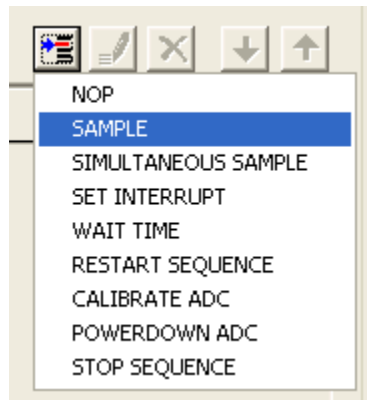 NOP
SAMPLE
SIMULTANEOUS SAMPLE
SET INTERRUPT
WAIT TIME
RESTART SEQUENCE
CALIBRATE ADC
POWERDOWN ADC
STOP SEQUENCE